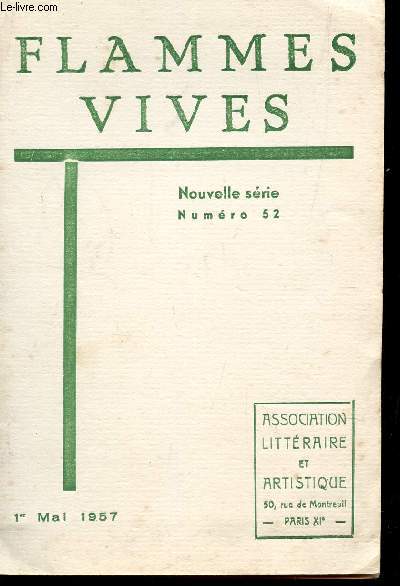 Le-livre.com
FLAMMES
VIVES
Nouvelle série
Numéro 52
ASSOCIATION
LITTÉRAIRE
ET
ARTISTIQUE
50, rue de Montreuil
— PARIS XIe —
1er Mai 1957